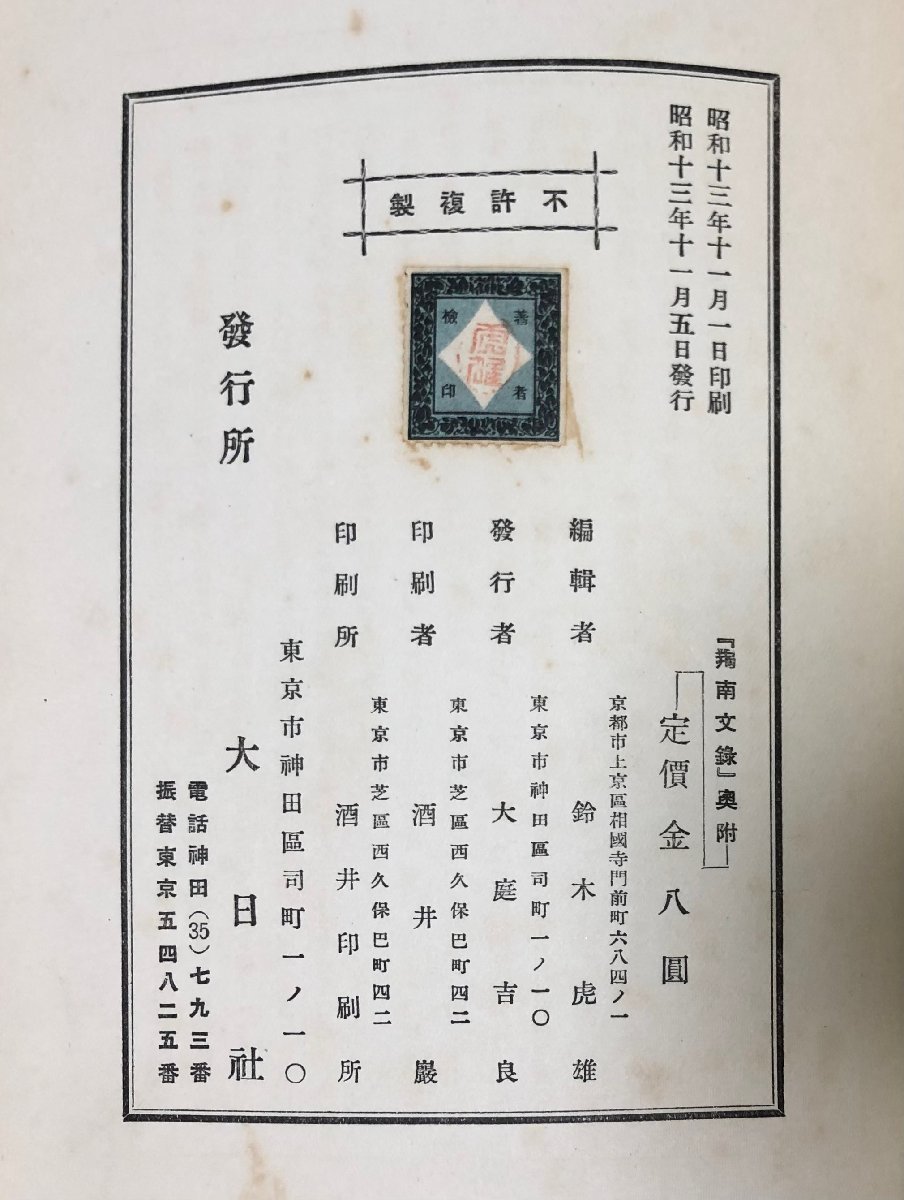 昭和十三年十一月一日印刷
昭和十三年十一月五日發行
不許複製
著者
檢印
虎雄
『羯南文錄』奧附
定價金八圓
編輯者
京都市上京區相國寺門前町六八四ノ一
鈴木虎雄
發行者
東京市神田區司町一ノ一〇
大庭吉良
印刷者
東京市芝區西久保巴町四二
酒井巖
印刷所
東京市芝區西久保巴町四二
酒井印刷所
發行所
東京市神田區司町一ノ一〇
大日社
電話神田(35)七九三番
振替東京五四八二五番